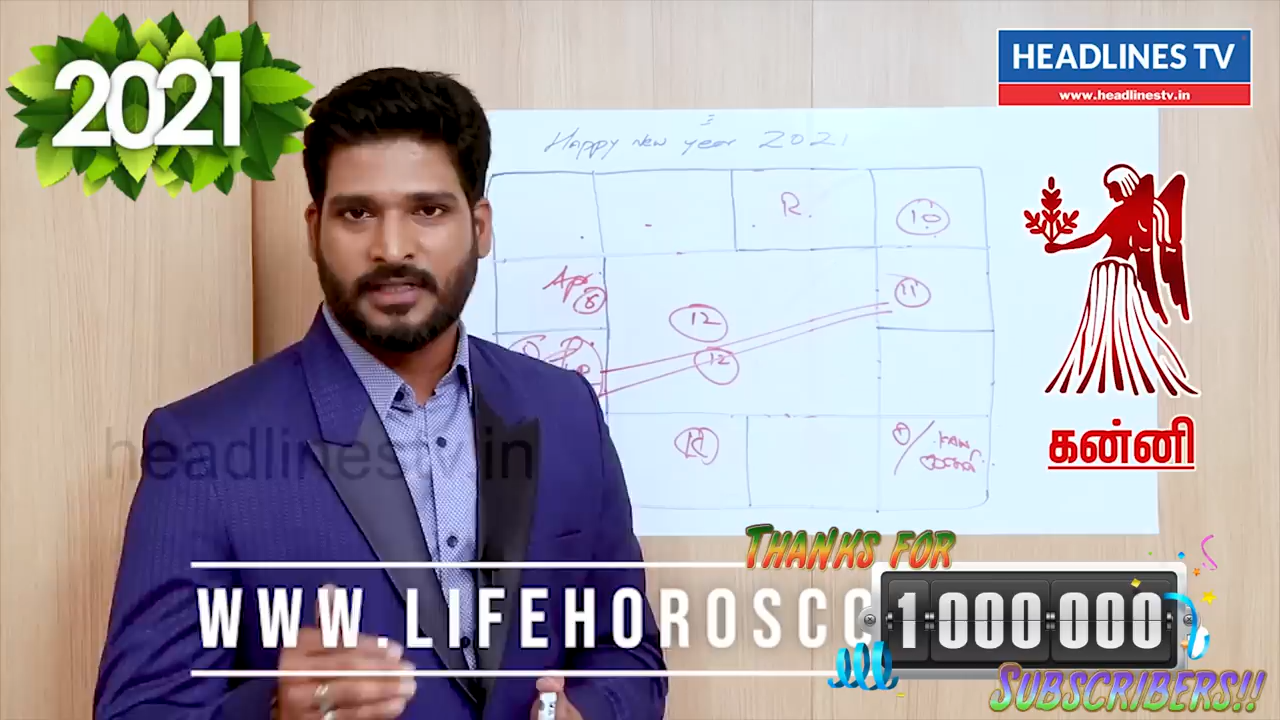 2021
HEADLINES TV
www.headlinestv.in
Happy new year 2021
R.
10
Apr
11
12
12
கன்னி
headlinestv.in
THANKS FOR
WWW.LIFEHOROSCO
1 000 000
SUBSCRIBERS!!